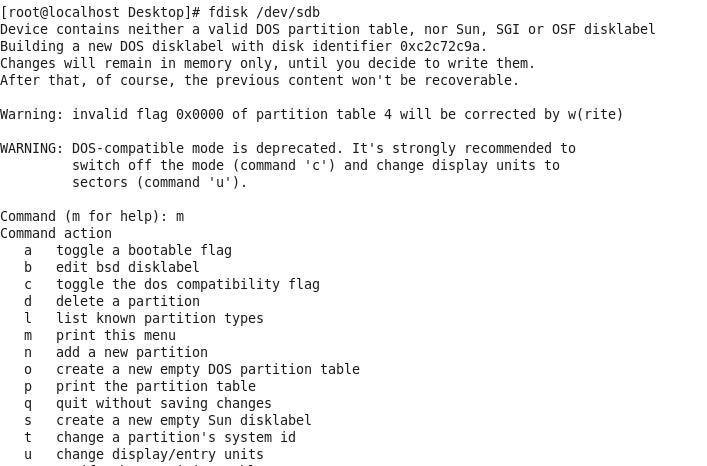 [root@localhost Desktop]# fdisk /dev/sdb
Device contains neither a valid DOS partition table, nor Sun, SGI or OSF disklabel
Building a new DOS disklabel with disk identifier 0xc2c72c9a.
Changes will remain in memory only, until you decide to write them.
After that, of course, the previous content won't be recoverable.

Warning: invalid flag 0x0000 of partition table 4 will be corrected by w(rite)

WARNING: DOS-compatible mode is deprecated. It's strongly recommended to
         switch off the mode (command 'c') and change display units to
         sectors (command 'u').

Command (m for help): m
Command action
   a   toggle a bootable flag
   b   edit bsd disklabel
   c   toggle the dos compatibility flag
   d   delete a partition
   l   list known partition types
   m   print this menu
   n   add a new partition
   o   create a new empty DOS partition table
   p   print the partition table
   q   quit without saving changes
   s   create a new empty Sun disklabel
   t   change a partition's system id
   u   change display/entry units